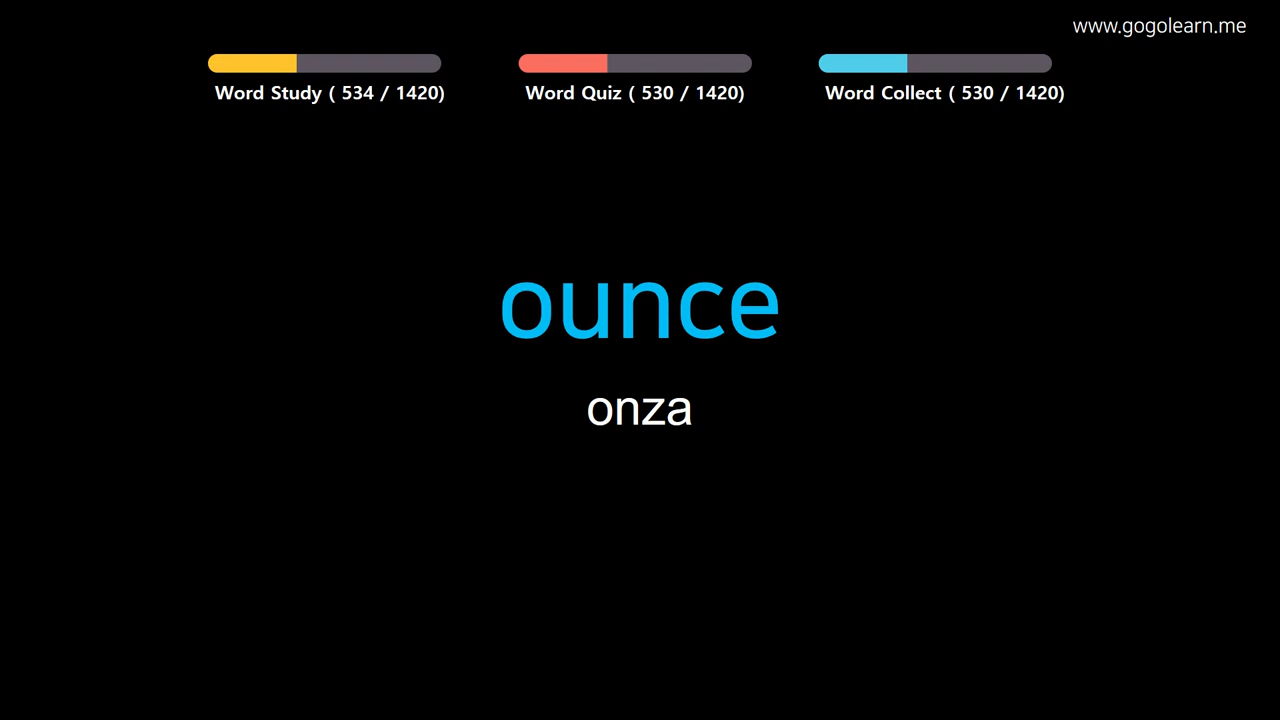 www.gogolearn.me
Word Study ( 534 / 1420)
Word Quiz ( 530 / 1420)
Word Collect ( 530 / 1420)
ounce
onza